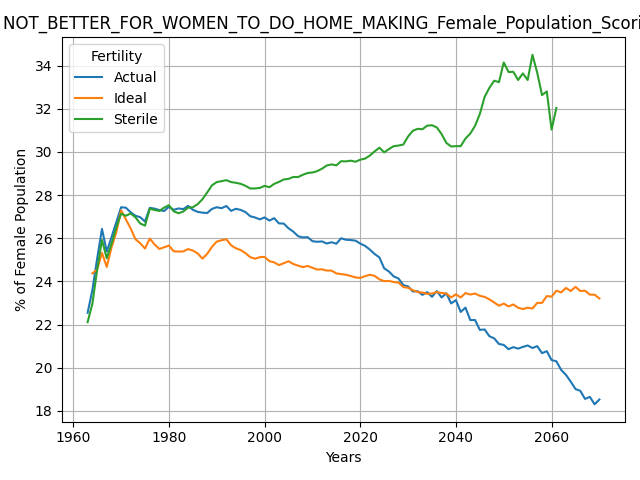 NOT_BETTER_FOR_WOMEN_TO_DO_HOME_MAKING_Female_Population_Scori
Fertility
Actual
Ideal
Sterile
% of Female Population
34
32
30
28
26
24
22
20
18
1960 1980 2000 2020 2040 2060
Years